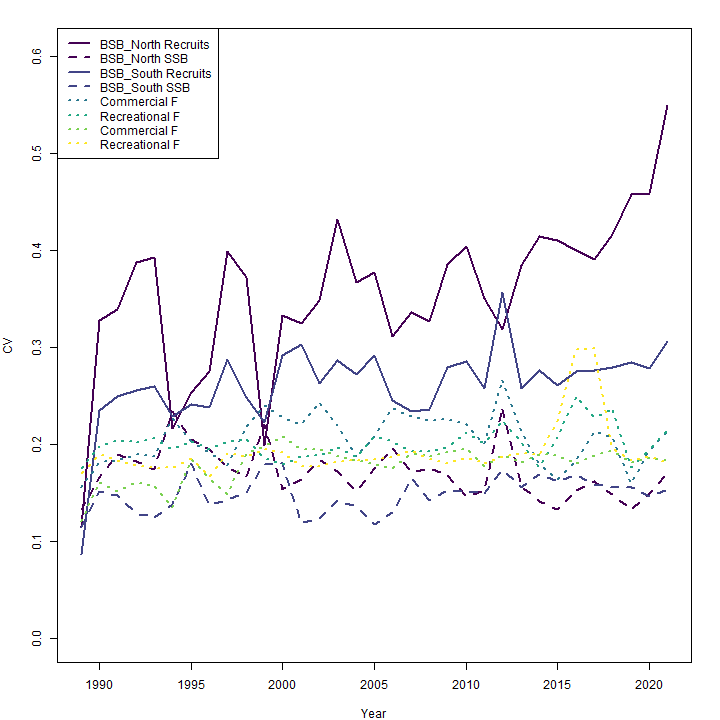 BSB_North Recruits
BSB_North SSB
BSB_South Recruits
BSB_South SSB
Commercial F
Recreational F
Commercial F
Recreational F
CV
0.6
0.5
0.4
0.3
0.2
0.1
0.0
1990 1995 2000 2005 2010 2015 2020
Year